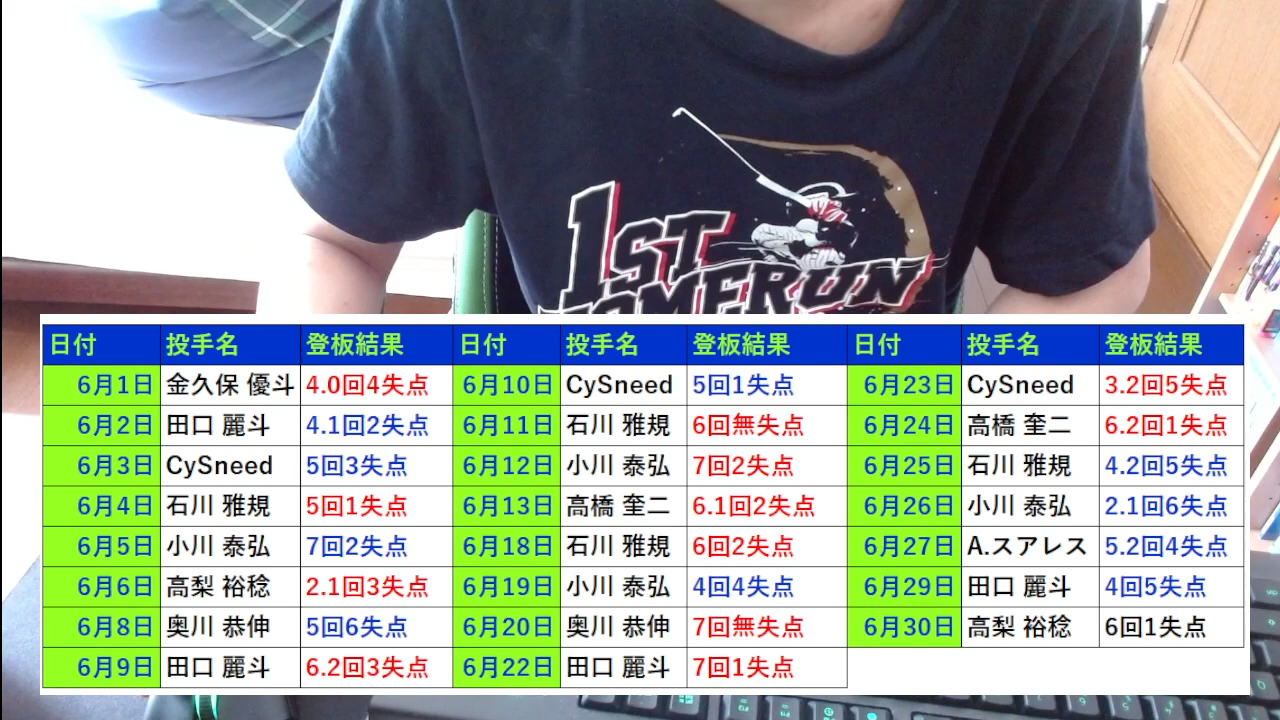 1ST
HOMERUN
日付 投手名 登板結果 日付 投手名 登板結果 日付 投手名 登板結果
6月1日 金久保 優斗 4.0回4失点 6月10日 CySneed 5回1失点 6月23日 CySneed 3.2回5失点
6月2日 田口 麗斗 4.1回2失点 6月11日 石川 雅規 6回無失点 6月24日 高橋 奎二 6.2回1失点
6月3日 CySneed 5回3失点 6月12日 小川 泰弘 7回2失点 6月25日 石川 雅規 4.2回5失点
6月4日 石川 雅規 5回1失点 6月13日 高橋 奎二 6.1回2失点 6月26日 小川 泰弘 2.1回6失点
6月5日 小川 泰弘 7回2失点 6月18日 石川 雅規 6回2失点 6月27日 A.スアレス 5.2回4失点
6月6日 高梨 裕稔 2.1回3失点 6月19日 小川 泰弘 4回4失点 6月29日 田口 麗斗 4回5失点
6月8日 奥川 恭伸 5回6失点 6月20日 奥川 恭伸 7回無失点 6月30日 高梨 裕稔 6回1失点
6月9日 田口 麗斗 6.2回3失点 6月22日 田口 麗斗 7回1失点